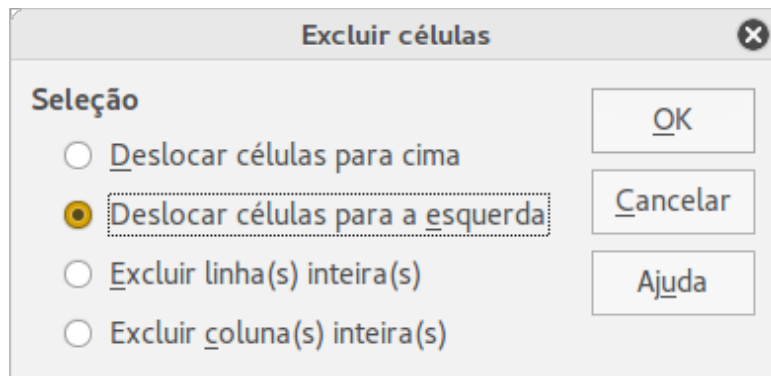 Excluir células
Seleção
Deslocar células para cima
Deslocar células para a esquerda
Excluir linha(s) inteira(s)
Excluir coluna(s) inteira(s)
OK
Cancelar
Ajuda